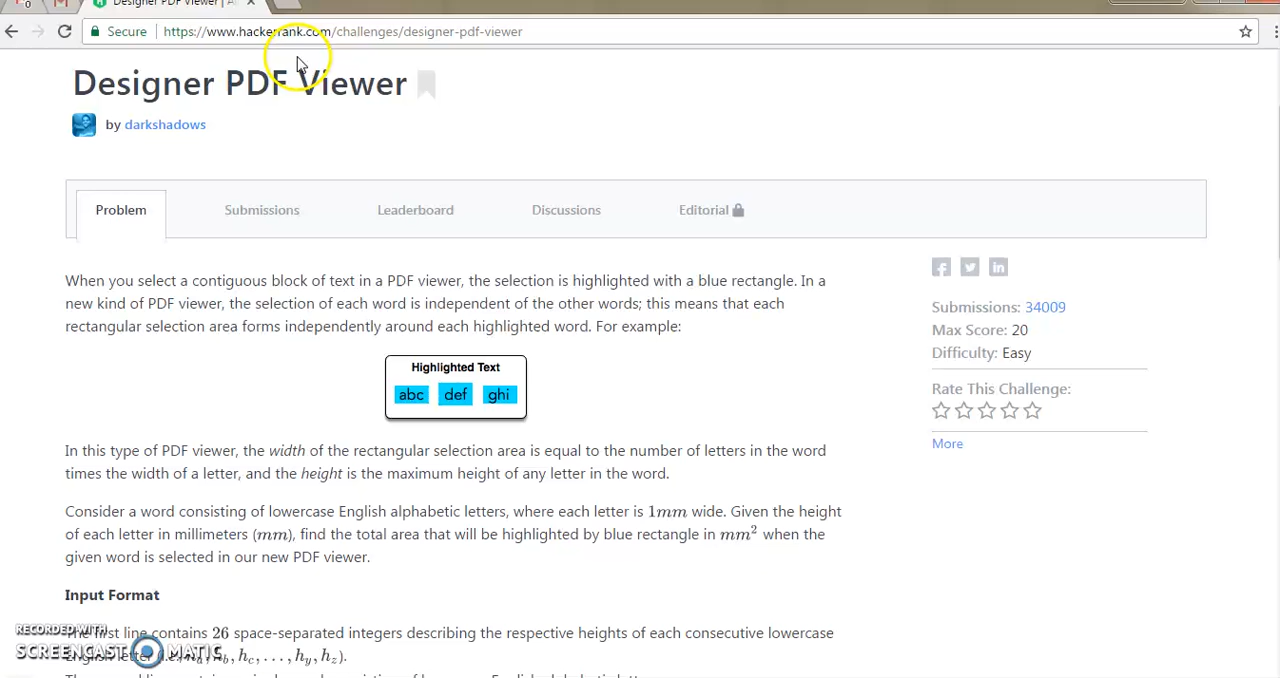 Designer PDF Viewer
Secure https://www.hackerrank.com/challenges/designer-pdf-viewer
Designer PDF Viewer
by darkshadows
Problem Submissions Leaderboard Discussions Editorial
When you select a contiguous block of text in a PDF viewer, the selection is highlighted with a blue rectangle. In a
new kind of PDF viewer, the selection of each word is independent of the other words; this means that each
rectangular selection area forms independently around each highlighted word. For example:
Highlighted Text
abc def ghi
In this type of PDF viewer, the width of the rectangular selection area is equal to the number of letters in the word
times the width of a letter, and the height is the maximum height of any letter in the word.
Consider a word consisting of lowercase English alphabetic letters, where each letter is 1mm wide. Given the height
of each letter in millimeters (mm), find the total area that will be highlighted by blue rectangle in mm² when the
given word is selected in our new PDF viewer.
Input Format
The first line contains 26 space-separated integers describing the respective heights of each consecutive lowercase
English letter (i.e., h_b, h_c, . . . , h_y, h_z).
Submissions: 34009
Max Score: 20
Difficulty: Easy
Rate This Challenge:
More
RECORDED WITH
SCREENCAST MATIC